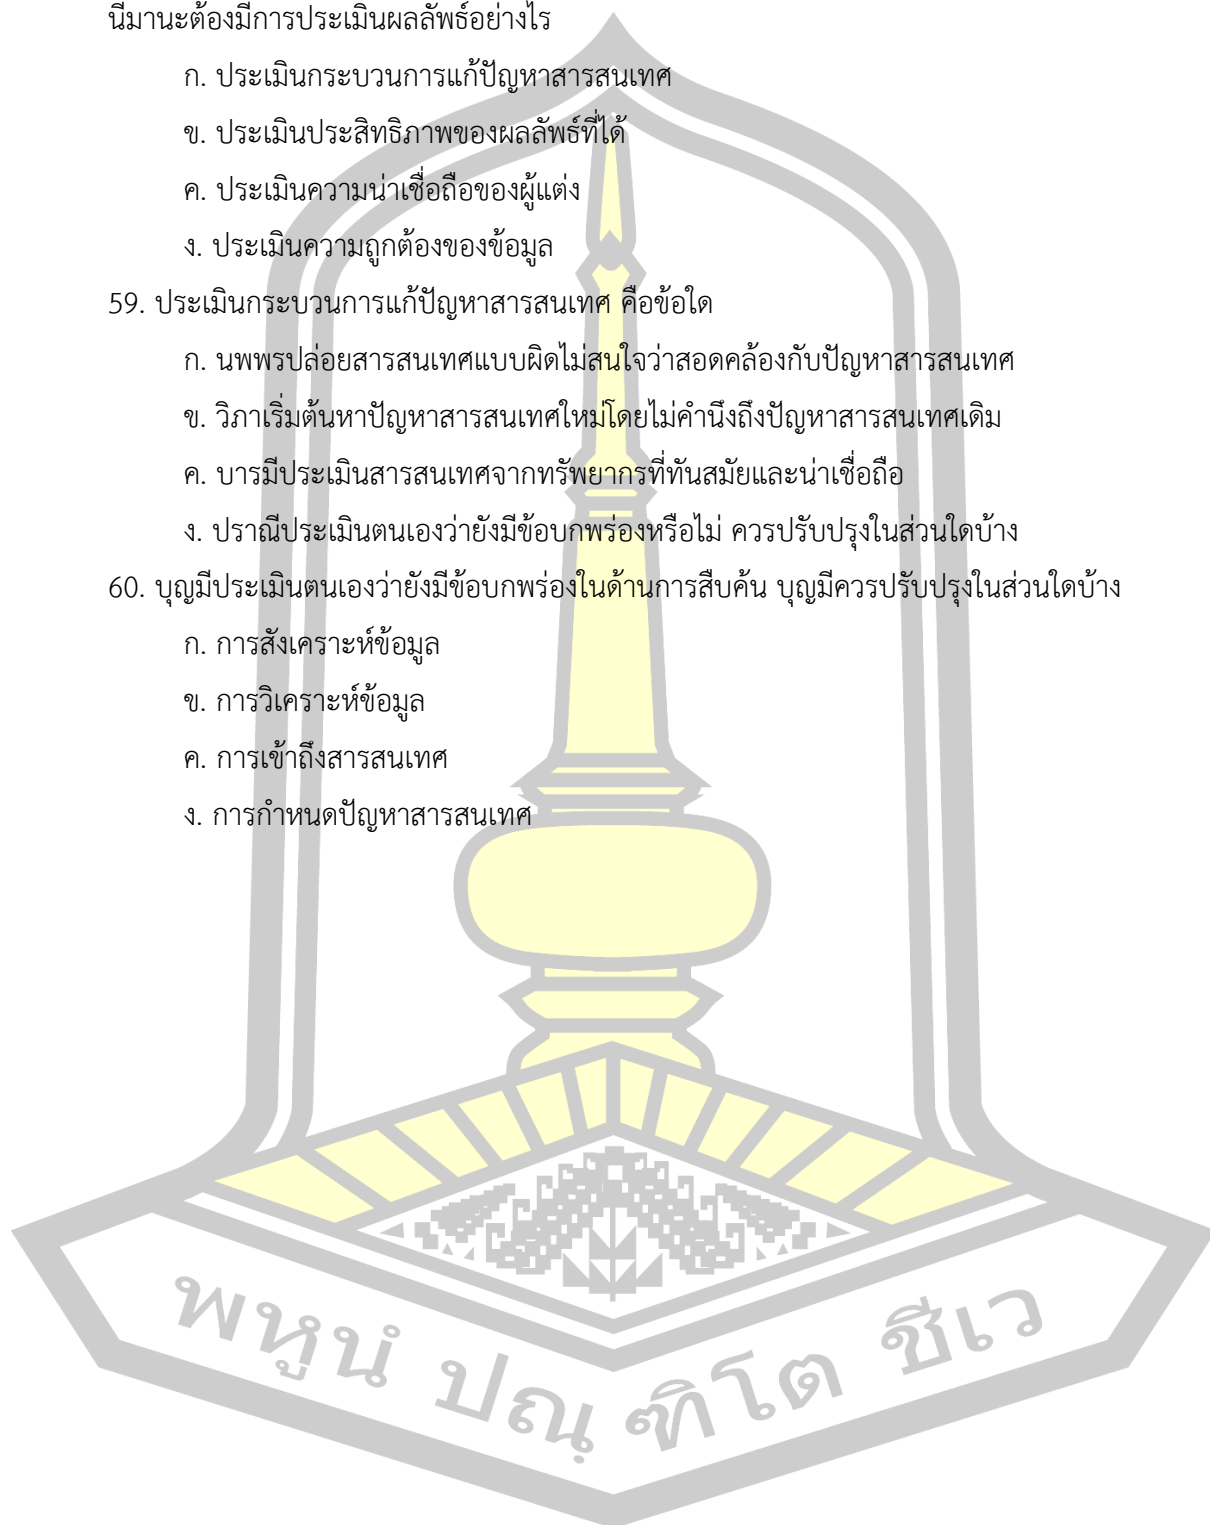 นี้มานะต้องมีการประเมินผลลัพธ์อย่างไร
ก. ประเมินกระบวนการแก้ปัญหาสารสนเทศ
ข. ประเมินประสิทธิภาพของผลลัพธ์ที่ได้
ค. ประเมินความน่าเชื่อถือของผู้แต่ง
ง. ประเมินความถูกต้องของข้อมูล
59. ประเมินกระบวนการแก้ปัญหาสารสนเทศ คือข้อใด
ก. นพพรปล่อยสารสนเทศแบบผิดไม่สนใจว่าสอดคล้องกับปัญหาสารสนเทศ
ข. วิภาเริ่มต้นหาปัญหาสารสนเทศใหม่โดยไม่คำนึงถึงปัญหาสารสนเทศเดิม
ค. บารมีประเมินสารสนเทศจากทรัพยากรที่ทันสมัยและน่าเชื่อถือ
ง. ปราณีประเมินตนเองว่ายังมีข้อบกพร่องหรือไม่ ควรปรับปรุงในส่วนใดบ้าง
60. บุญมีประเมินตนเองว่ายังมีข้อบกพร่องในด้านการสืบค้น บุญมีควรปรับปรุงในส่วนใดบ้าง
ก. การสังเคราะห์ข้อมูล
ข. การวิเคราะห์ข้อมูล
ค. การเข้าถึงสารสนเทศ
ง. การกำหนดปัญหาสารสนเทศ
พหูนํ ปณฺฑิโต ชีเว